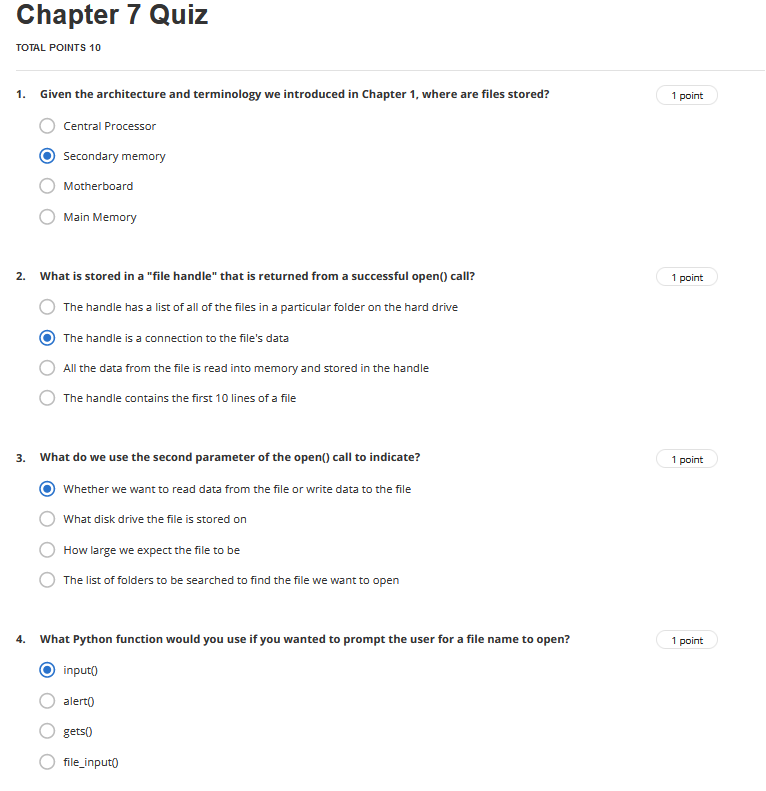 Chapter 7 Quiz
TOTAL POINTS 10
1. Given the architecture and terminology we introduced in Chapter 1, where are files stored? 1 point
Central Processor
Secondary memory
Motherboard
Main Memory
2. What is stored in a "file handle" that is returned from a successful open() call? 1 point
The handle has a list of all of the files in a particular folder on the hard drive
The handle is a connection to the file's data
All the data from the file is read into memory and stored in the handle
The handle contains the first 10 lines of a file
3. What do we use the second parameter of the open() call to indicate? 1 point
Whether we want to read data from the file or write data to the file
What disk drive the file is stored on
How large we expect the file to be
The list of folders to be searched to find the file we want to open
4. What Python function would you use if you wanted to prompt the user for a file name to open? 1 point
input()
alert()
gets()
file_input()